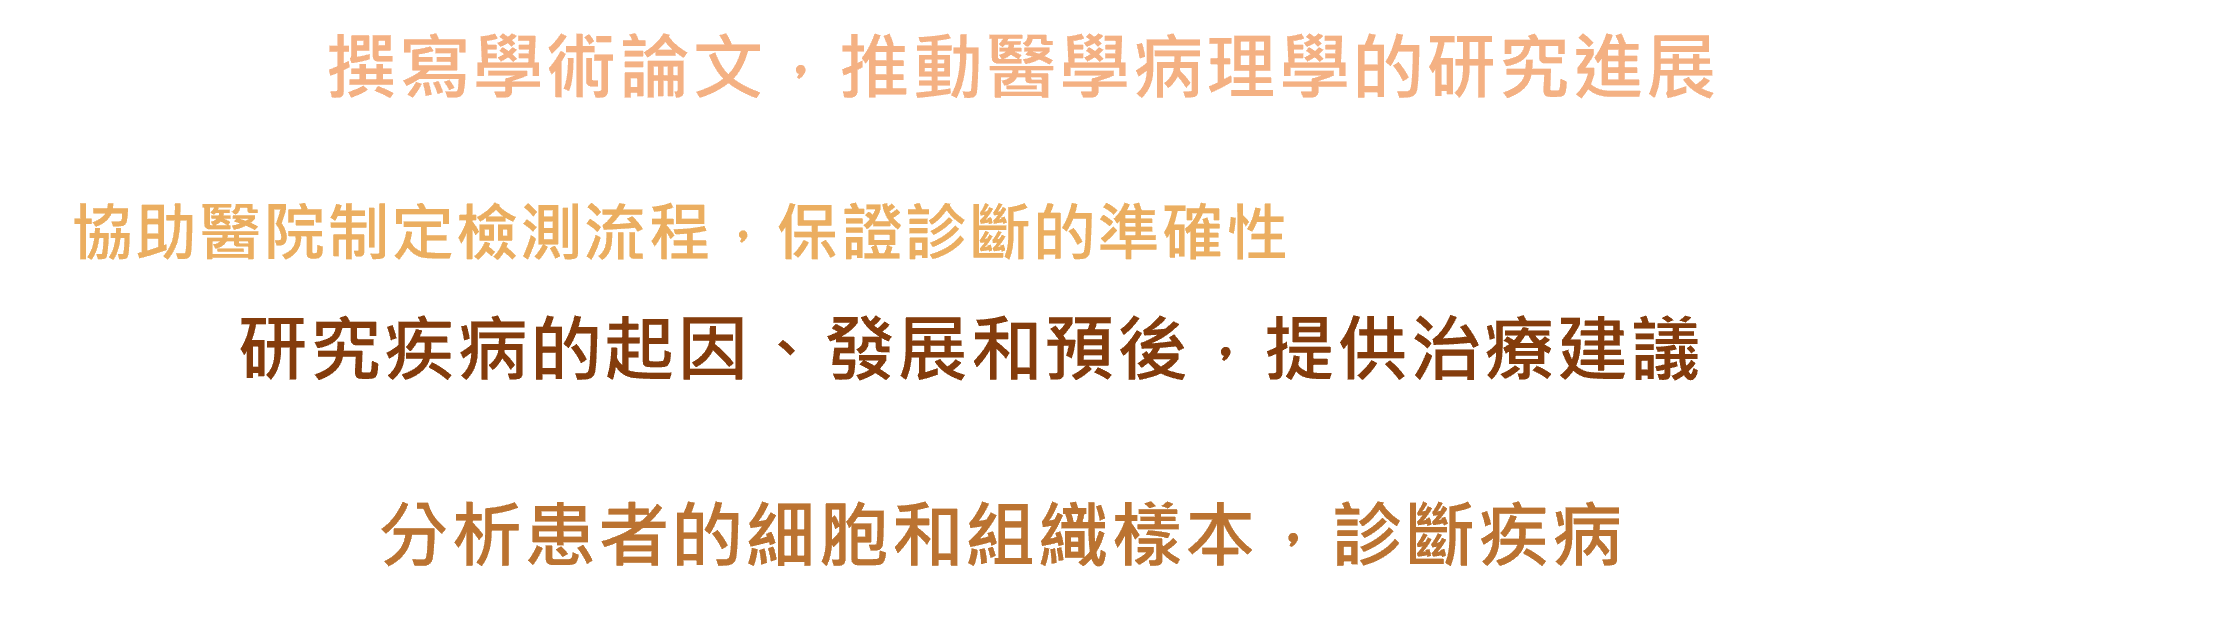 撰寫學術論文，推動醫學病理學的研究進展
協助醫院制定檢測流程，保證診斷的準確性
研究疾病的起因、發展和預後，提供治療建議
分析患者的細胞和組織樣本，診斷疾病